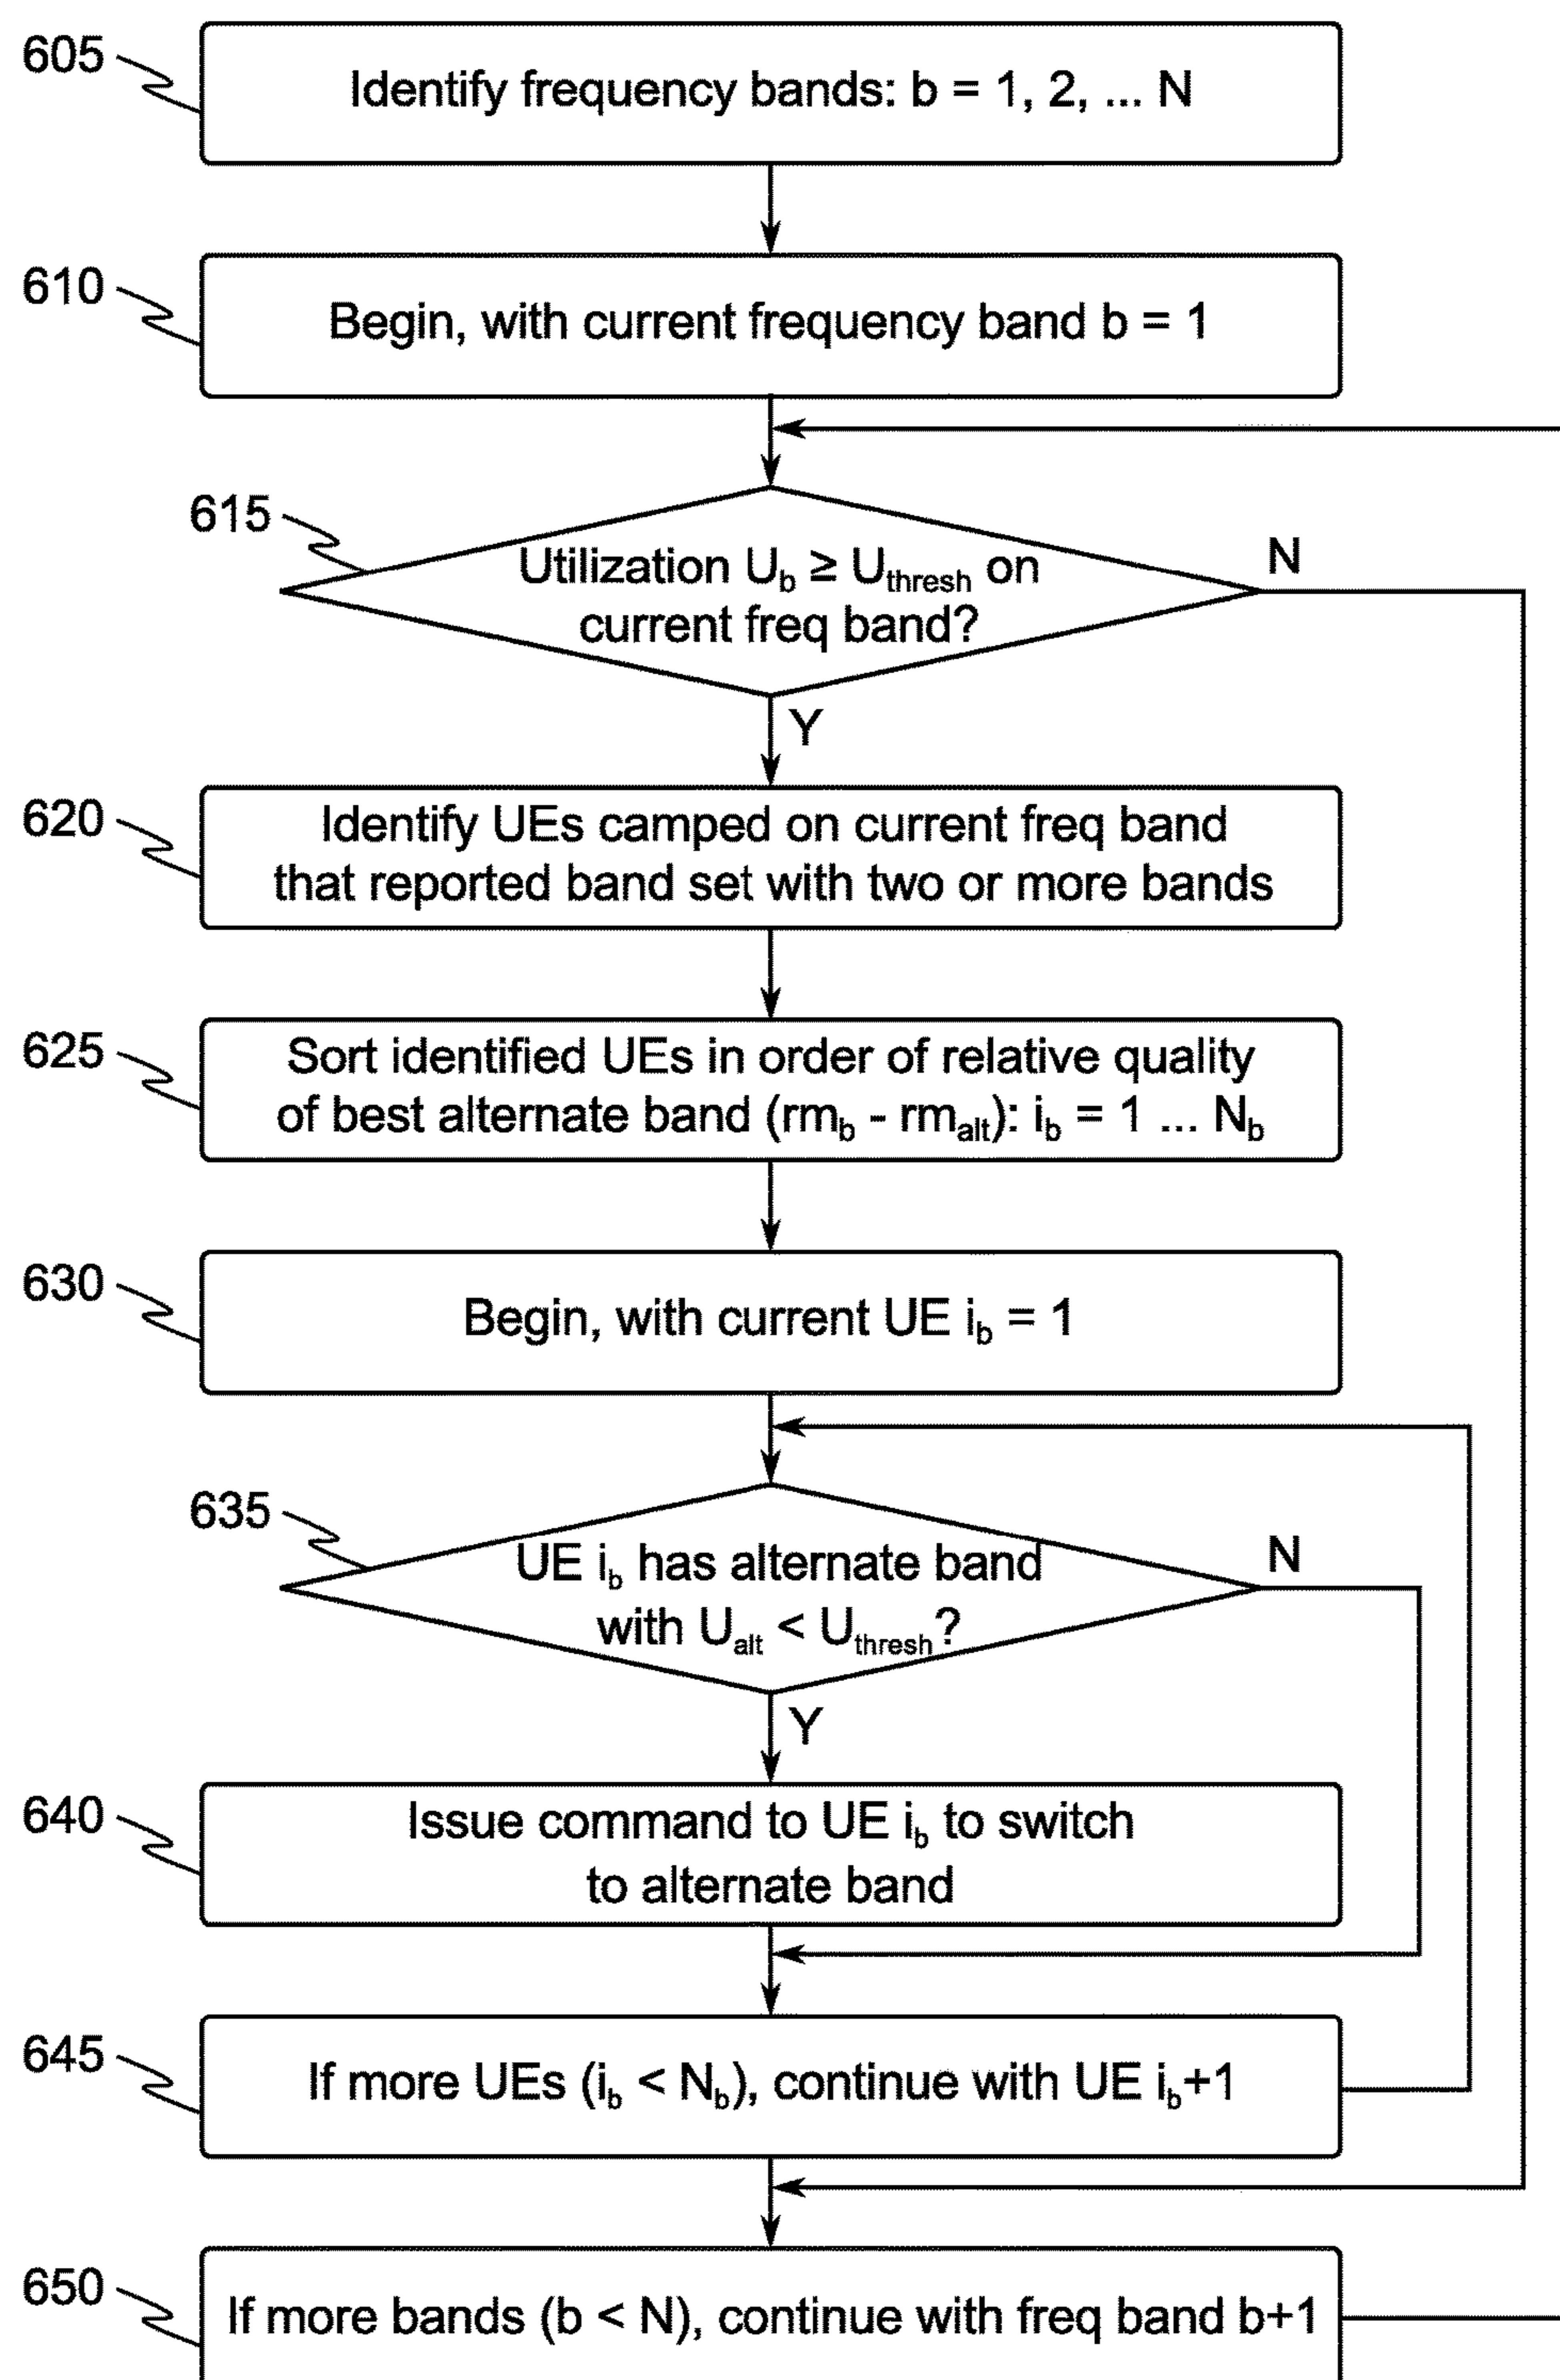 605
Identify frequency bands: b = 1, 2, ... N
610
Begin, with current frequency band b = 1
615
Utilization U_b ≥ U_thresh on
current freq band?
N
Y
620
Identify UEs camped on current freq band
that reported band set with two or more bands
625
Sort identified UEs in order of relative quality
of best alternate band (rm_b - rm_alt): i_b = 1 ... N_b
630
Begin, with current UE i_b = 1
635
UE i_b has alternate band
with U_alt < U_thresh?
N
Y
640
Issue command to UE i_b to switch
to alternate band
645
If more UEs (i_b < N_b), continue with UE i_b+1
650
If more bands (b < N), continue with freq band b+1